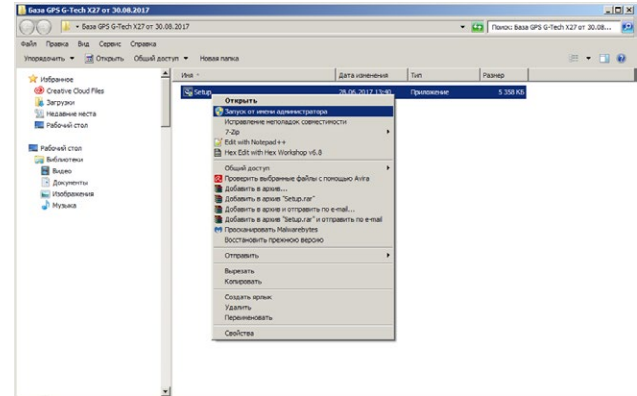 База GPS G-Tech X27 от 30.08.2017
База GPS G-Tech X27 от 30.08.2017
Поиск: База GPS G-Tech X27 от 30.08...
Файл Правка Вид Сервис Справка
Упорядочить Открыть Общий доступ Новая папка
Имя Дата изменения Тип Размер
Избранное
Creative Cloud Files
Загрузки
Недавние места
Рабочий стол
Рабочий стол
Библиотеки
Видео
Документы
Изображения
Музыка
Setup 28.06.2017 13:40 Приложение 5 358 КБ
Открыть
Запуск от имени администратора
Исправление неполадок совместимости
7-Zip
Edit with Notepad++
Hex Edit with Hex Workshop v6.8
Общий доступ
Проверить выбранные файлы с помощью Avira
Добавить в архив...
Добавить в архив "Setup.rar"
Добавить в архив и отправить по e-mail...
Добавить в архив "Setup.rar" и отправить по e-mail
Просканировать Malwarebytes
Восстановить прежнюю версию
Отправить
Вырезать
Копировать
Создать ярлык
Удалить
Переименовать
Свойства